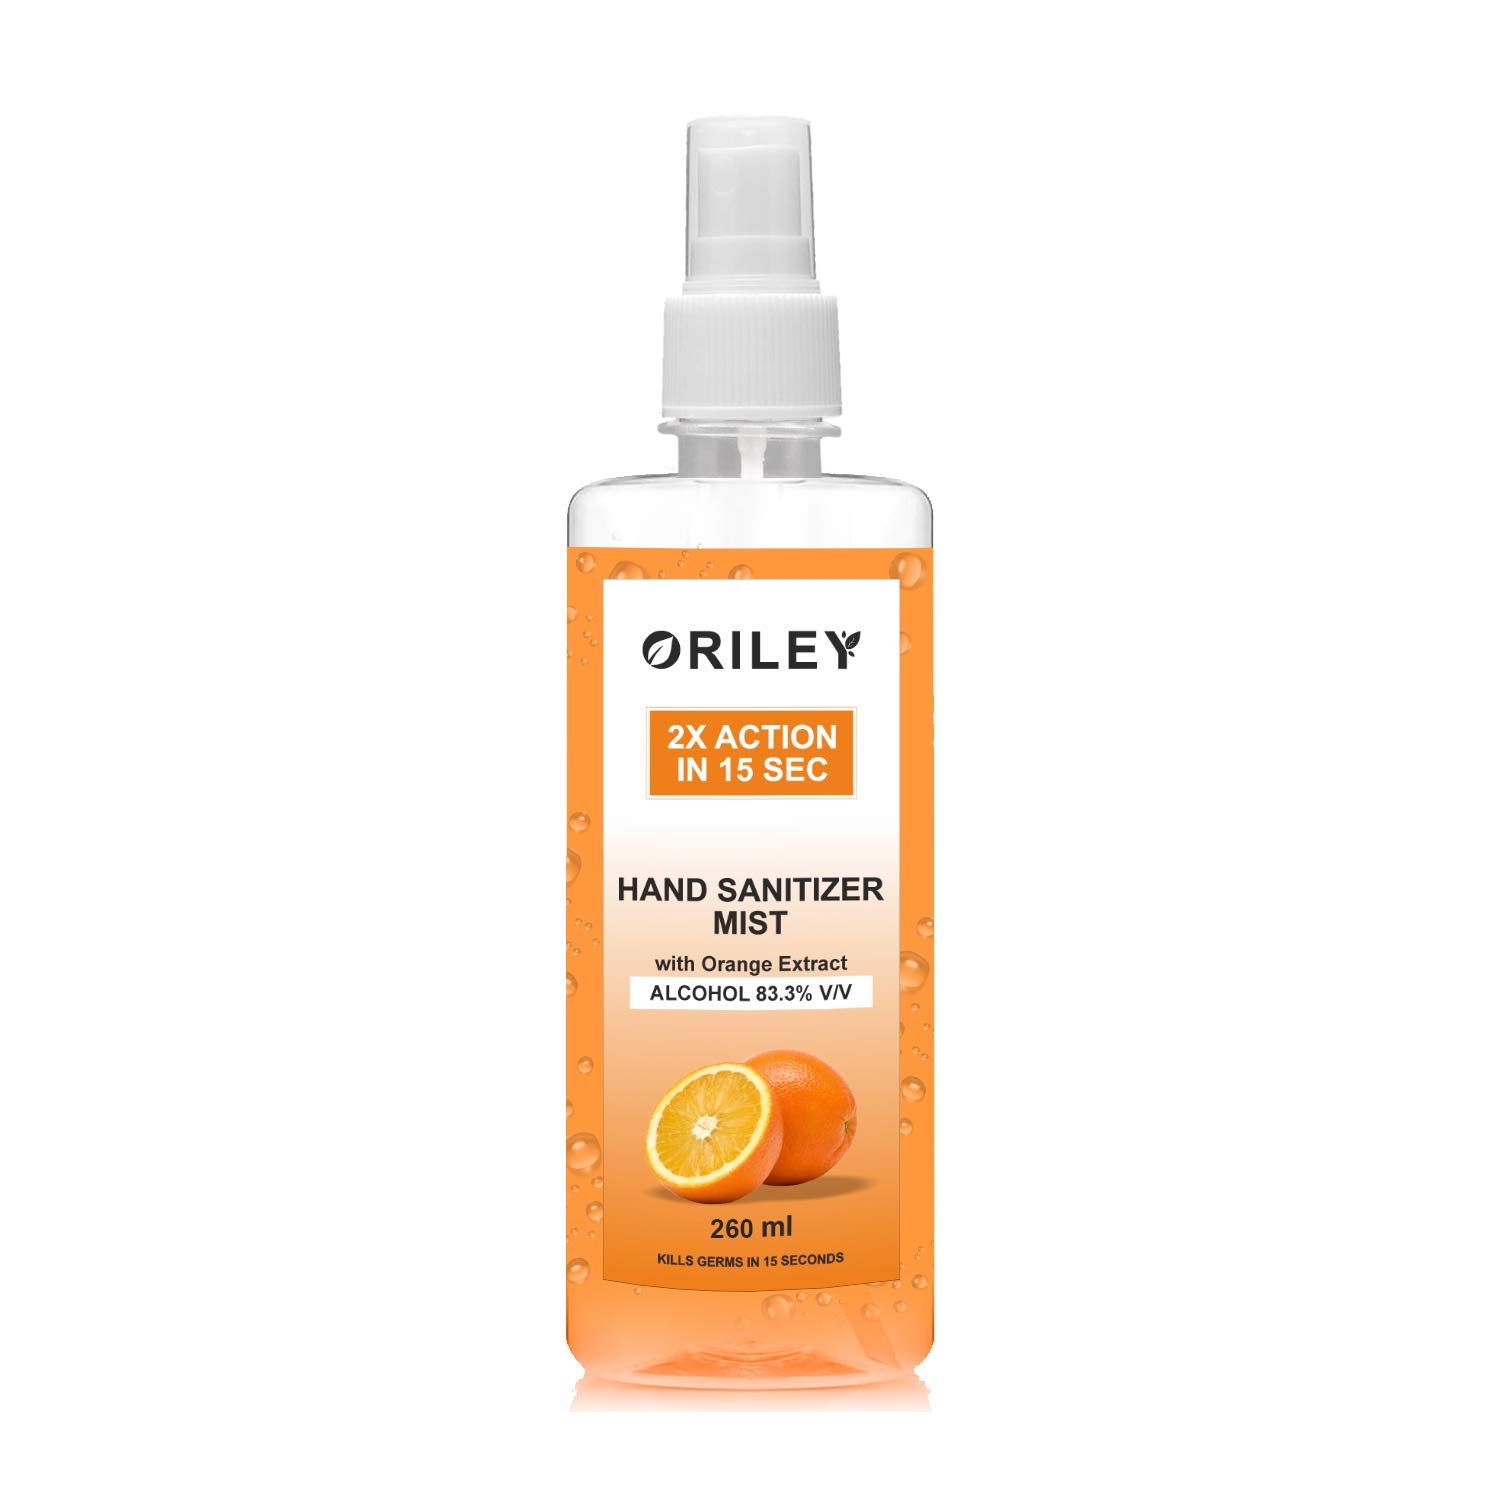 ORILEY
2X ACTION
IN 15 SEC
HAND SANITIZER
MIST
with Orange Extract
ALCOHOL 83.3% V/V
260 ml
KILLS GERMS IN 15 SECONDS